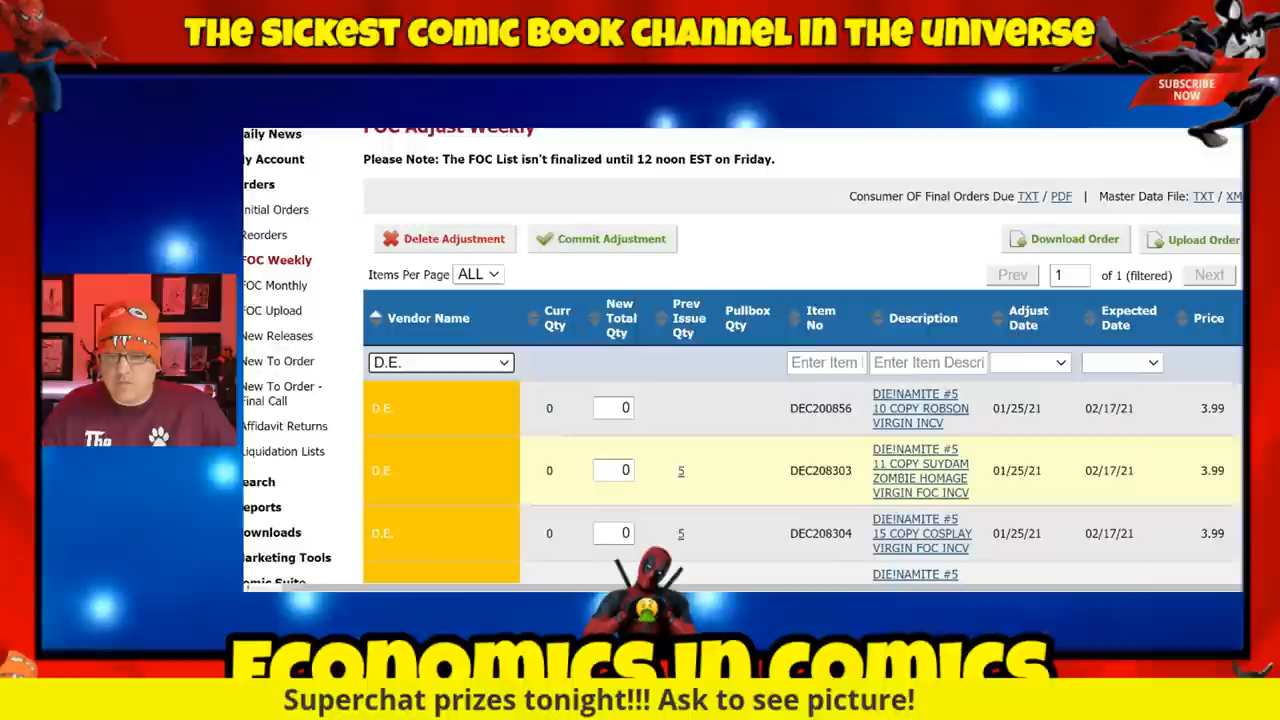 THE SICKEST COMIC BOOK CHANNEL IN THE UNIVERSE
SUBSCRIBE
NOW
aily News
y Account
rders
nitial Orders
Reorders
FOC Weekly
FOC Monthly
FOC Upload
New Releases
New To Order
New To Order -
Final Call
Affidavit Returns
Liquidation Lists
earch
eports
ownloads
arketing Tools
omic Suite
FOC Adjust Weekly
Please Note: The FOC List isn't finalized until 12 noon EST on Friday.
Consumer OF Final Orders Due TXT / PDF | Master Data File: TXT / XM
Delete Adjustment Commit Adjustment Download Order Upload Order
Items Per Page ALL Prev 1 of 1 (filtered) Next
Vendor Name
Curr
Qty
New
Total
Qty
Prev
Issue
Qty
Pullbox
Qty
Item
No
Description
Adjust
Date
Expected
Date
Price
D.E. Enter Item Enter Item Descri
D.E. 0 0 DEC200856
DIE!NAMITE #5
10 COPY ROBSON
VIRGIN INCV
01/25/21 02/17/21 3.99
D.E. 0 0 5 DEC208303
DIE!NAMITE #5
11 COPY SUYDAM
ZOMBIE HOMAGE
VIRGIN FOC INCV
01/25/21 02/17/21 3.99
D.E. 0 0 5 DEC208304
DIE!NAMITE #5
15 COPY COSPLAY
VIRGIN FOC INCV
01/25/21 02/17/21 3.99
DIE!NAMITE #5
The
ECONOMICS IN COMICS
Superchat prizes tonight!!! Ask to see picture!